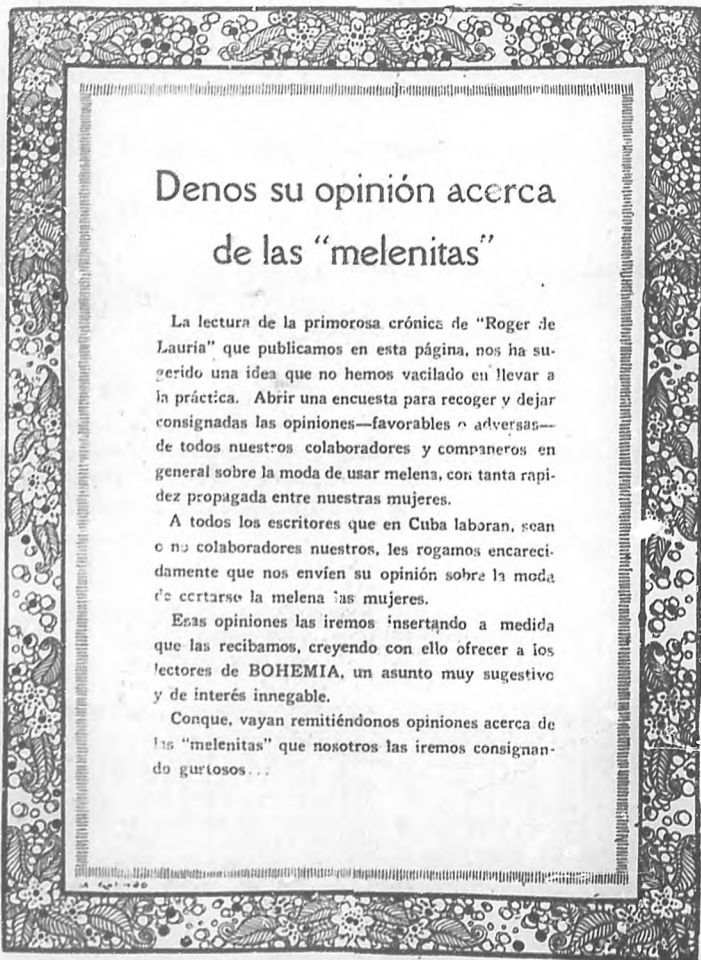 Denos su opinión acerca
de las “melenitas”
La lectura de la primorosa crónica de “Roger de
Lauria” que publicamos en esta página, nos ha su-
gerido una idea que no hemos vacilado en llevar a
la práctica. Abrir una encuesta para recoger y dejar
consignadas las opiniones—favorables o adversas—
de todos nuestros colaboradores y companeros en
general sobre la moda de usar melena, con tanta rapi-
dez propagada entre nuestras mujeres.
A todos los escritores que en Cuba laboran, sean
o no colaboradores nuestros, les rogamos encareci-
damente que nos envíen su opinión sobre la moda
de cortarse la melena las mujeres.
Esas opiniones las iremos insertando a medida
que las recibamos, creyendo con ello ofrecer a los
lectores de BOHEMIA, un asunto muy sugestivo
y de interés innegable.
Conque, vayan remitiéndonos opiniones acerca de
las “melenitas” que nosotros las iremos consignan-
do gustosos...